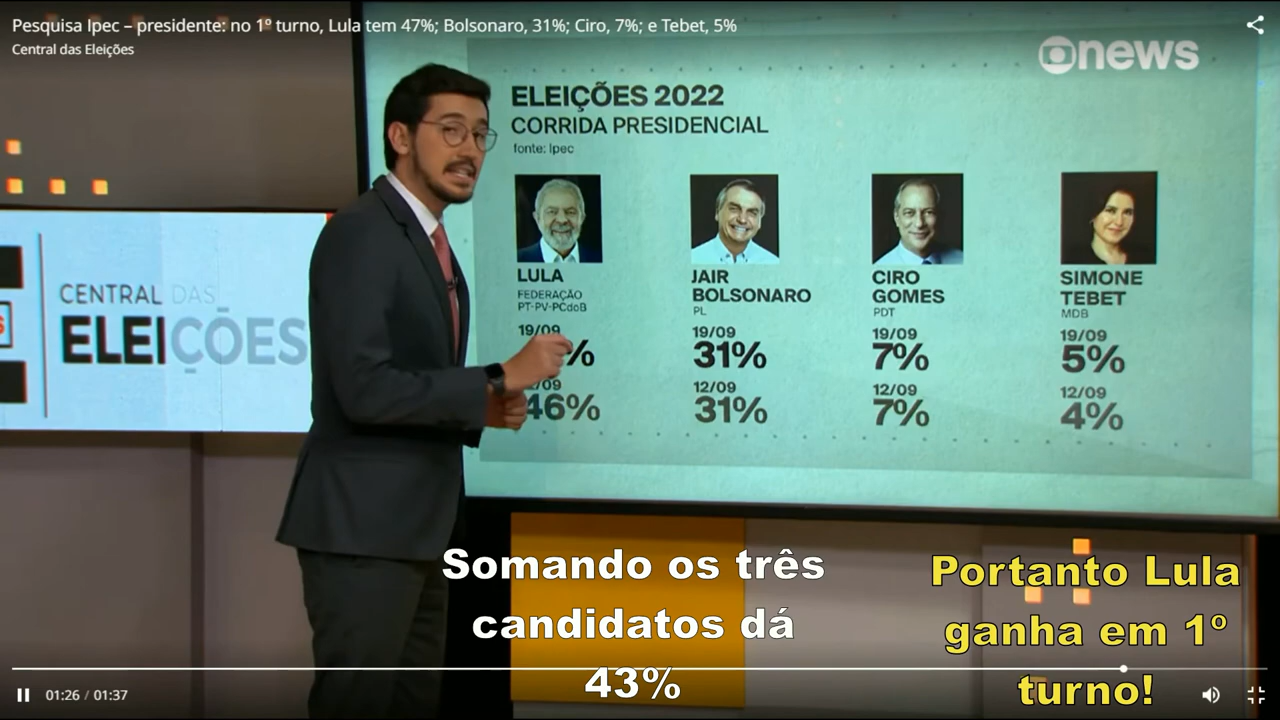 Pesquisa Ipec – presidente: no 1º turno, Lula tem 47%; Bolsonaro, 31%; Ciro, 7%; e Tebet, 5%
Central das Eleições
news
ELEIÇÕES 2022
CORRIDA PRESIDENCIAL
fonte: Ipec
LULA
FEDERAÇÃO
PT-PV-PCdoB
19/09
%
/09
46%
JAIR
BOLSONARO
PL
19/09
31%
12/09
31%
CIRO
GOMES
PDT
19/09
7%
12/09
7%
SIMONE
TEBET
MDB
19/09
5%
12/09
4%
CENTRAL DAS
ELEIÇÕES
Somando os três
candidatos dá
43%
Portanto Lula
ganha em 1º
turno!
01:26 / 01:37